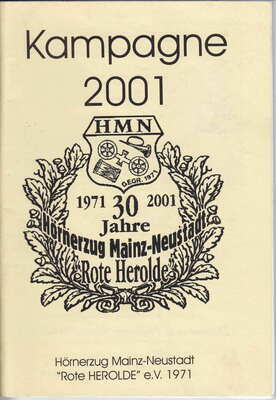 Kampagne
2001
HMN
GEGR. 1971
1971 30 2001
Jahre
Hörnerzug Mainz-Neustadt
"Rote Herolde"
Hörnerzug Mainz-Neustadt
"Rote HEROLDE" e.V. 1971